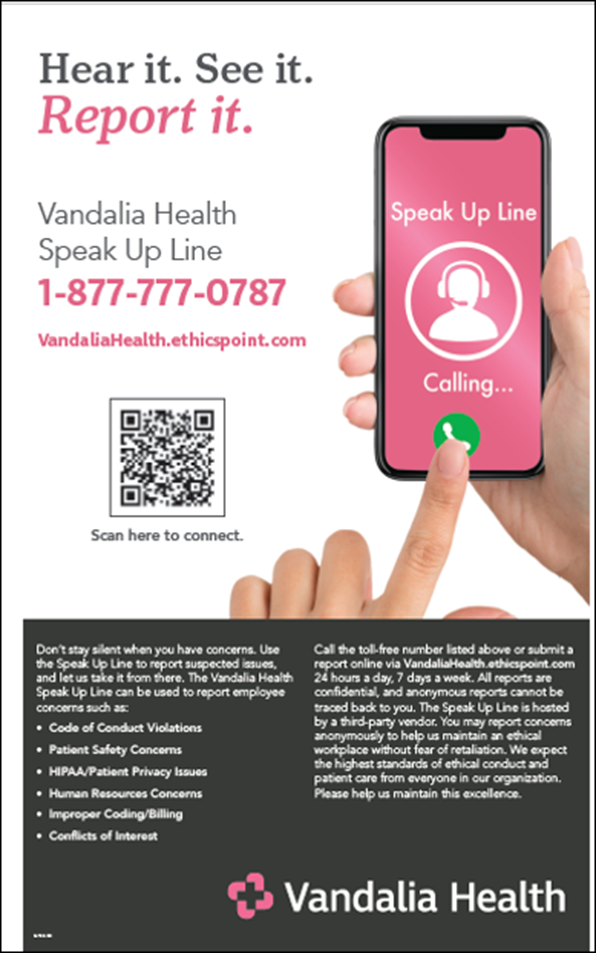 Hear it. See it.
Report it.
Vandalia Health
Speak Up Line
1-877-777-0787
VandaliaHealth.ethicspoint.com
Scan here to connect.
Speak Up Line
Calling...
Don't stay silent when you have concerns. Use
the Speak Up Line to report suspected issues,
and let us take it from there. The Vandalia Health
Speak Up Line can be used to report employee
concerns such as:
• Code of Conduct Violations
• Patient Safety Concerns
• HIPAA/Patient Privacy Issues
• Human Resources Concerns
• Improper Coding/Billing
• Conflicts of Interest
Call the toll-free number listed above or submit a
report online via VandaliaHealth.ethicspoint.com
24 hours a day, 7 days a week. All reports are
confidential, and anonymous reports cannot be
traced back to you. The Speak Up Line is hosted
by a third-party vendor. You may report concerns
anonymously to help us maintain an ethical
workplace without fear of retaliation. We expect
the highest standards of ethical conduct and
patient care from everyone in our organization.
Please help us maintain this excellence.
Vandalia Health